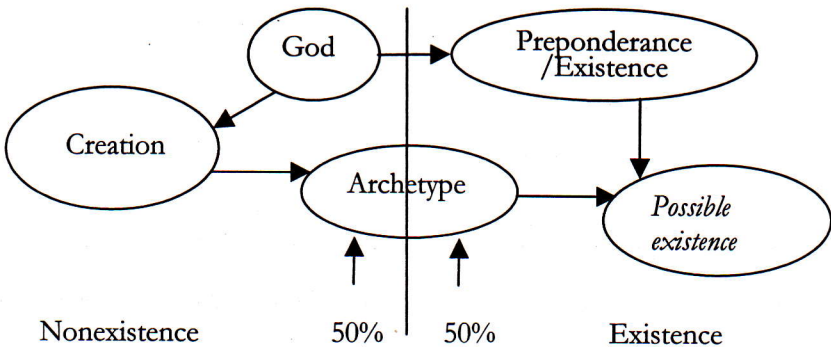 God
Preponderance
/Existence
Creation
Archetype
Possible
existence
Nonexistence
50%
50%
Existence